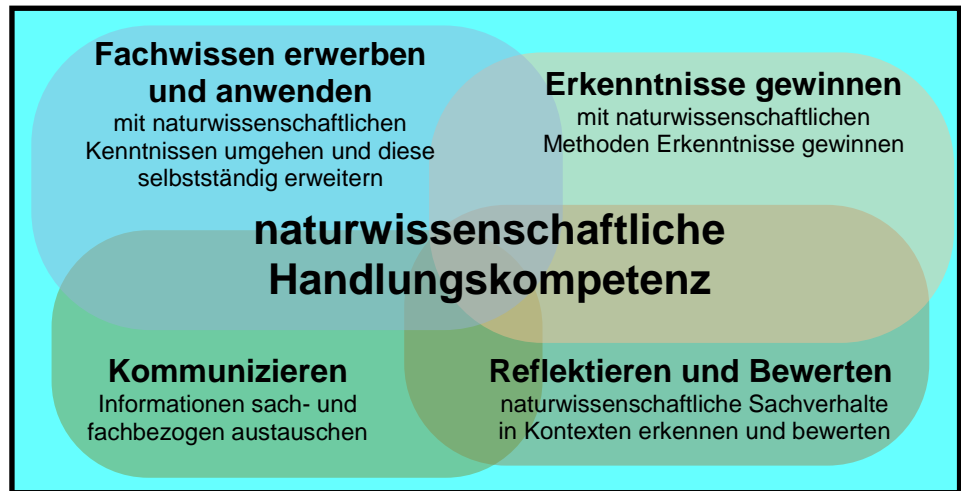 Fachwissen erwerben
und anwenden
mit naturwissenschaftlichen
Kenntnissen umgehen und diese
selbstständig erweitern
Erkenntnisse gewinnen
mit naturwissenschaftlichen
Methoden Erkenntnisse gewinnen
naturwissenschaftliche
Handlungskompetenz
Kommunizieren
Informationen sach- und
fachbezogen austauschen
Reflektieren und Bewerten
naturwissenschaftliche Sachverhalte
in Kontexten erkennen und bewerten